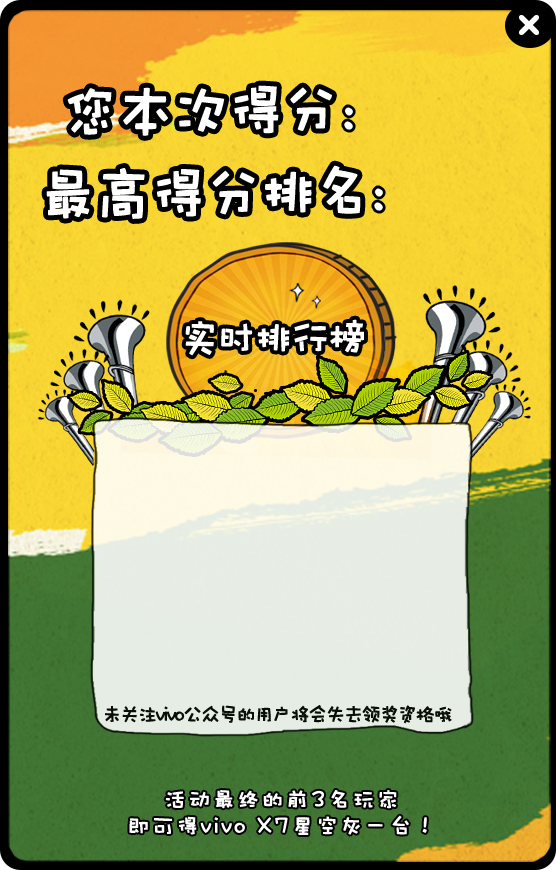 您本次得分:
最高得分排名:
实时排行榜
未关注vivo公众号的用户将会失去领奖资格哦
活动最终的前3名玩家
即可得vivo X7星空灰一台！